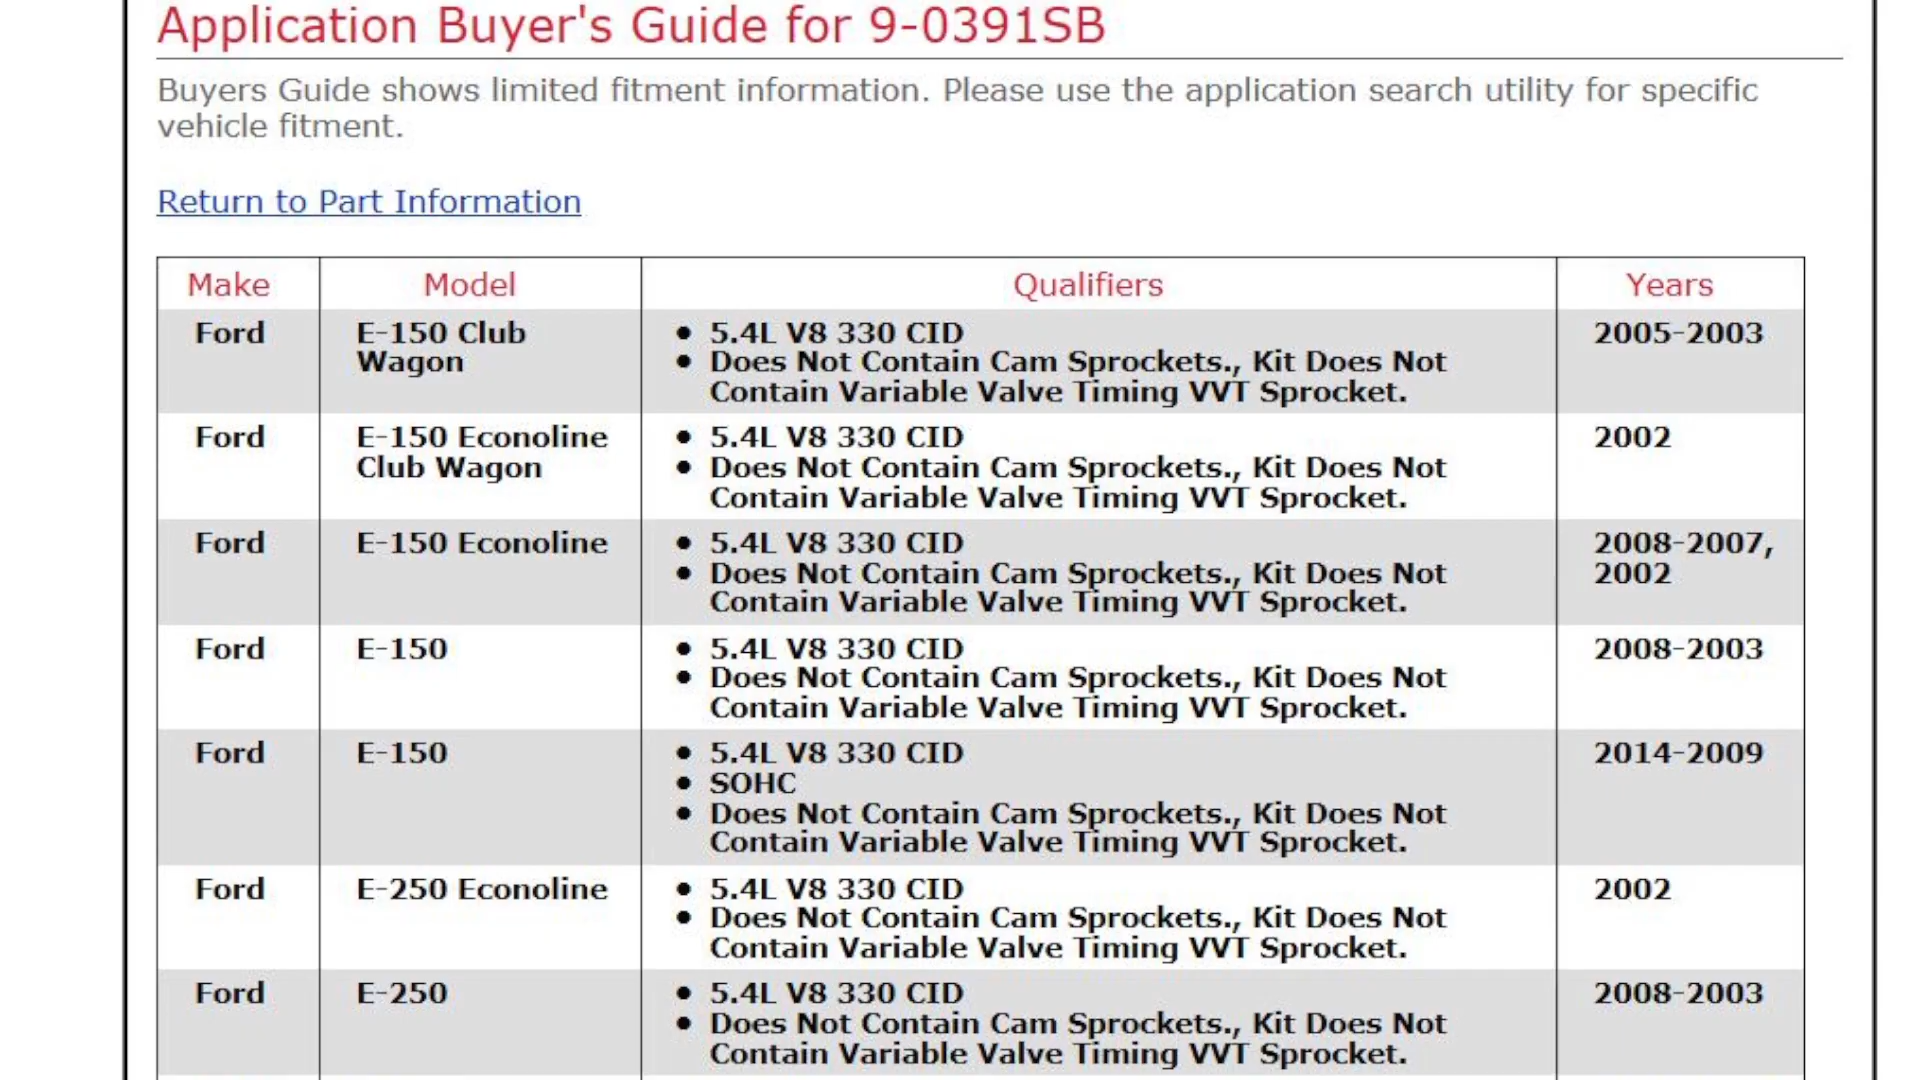 Application Buyer's Guide for 9-0391SB
Buyers Guide shows limited fitment information. Please use the application search utility for specific
vehicle fitment.
Return to Part Information
Make Model Qualifiers Years
Ford E-150 Club • 5.4L V8 330 CID 2005-2003
Wagon • Does Not Contain Cam Sprockets., Kit Does Not
Contain Variable Valve Timing VVT Sprocket.
Ford E-150 Econoline • 5.4L V8 330 CID 2002
Club Wagon • Does Not Contain Cam Sprockets., Kit Does Not
Contain Variable Valve Timing VVT Sprocket.
Ford E-150 Econoline • 5.4L V8 330 CID 2008-2007,
• Does Not Contain Cam Sprockets., Kit Does Not 2002
Contain Variable Valve Timing VVT Sprocket.
Ford E-150 • 5.4L V8 330 CID 2008-2003
• Does Not Contain Cam Sprockets., Kit Does Not
Contain Variable Valve Timing VVT Sprocket.
Ford E-150 • 5.4L V8 330 CID 2014-2009
• SOHC
• Does Not Contain Cam Sprockets., Kit Does Not
Contain Variable Valve Timing VVT Sprocket.
Ford E-250 Econoline • 5.4L V8 330 CID 2002
• Does Not Contain Cam Sprockets., Kit Does Not
Contain Variable Valve Timing VVT Sprocket.
Ford E-250 • 5.4L V8 330 CID 2008-2003
• Does Not Contain Cam Sprockets., Kit Does Not
Contain Variable Valve Timing VVT Sprocket.